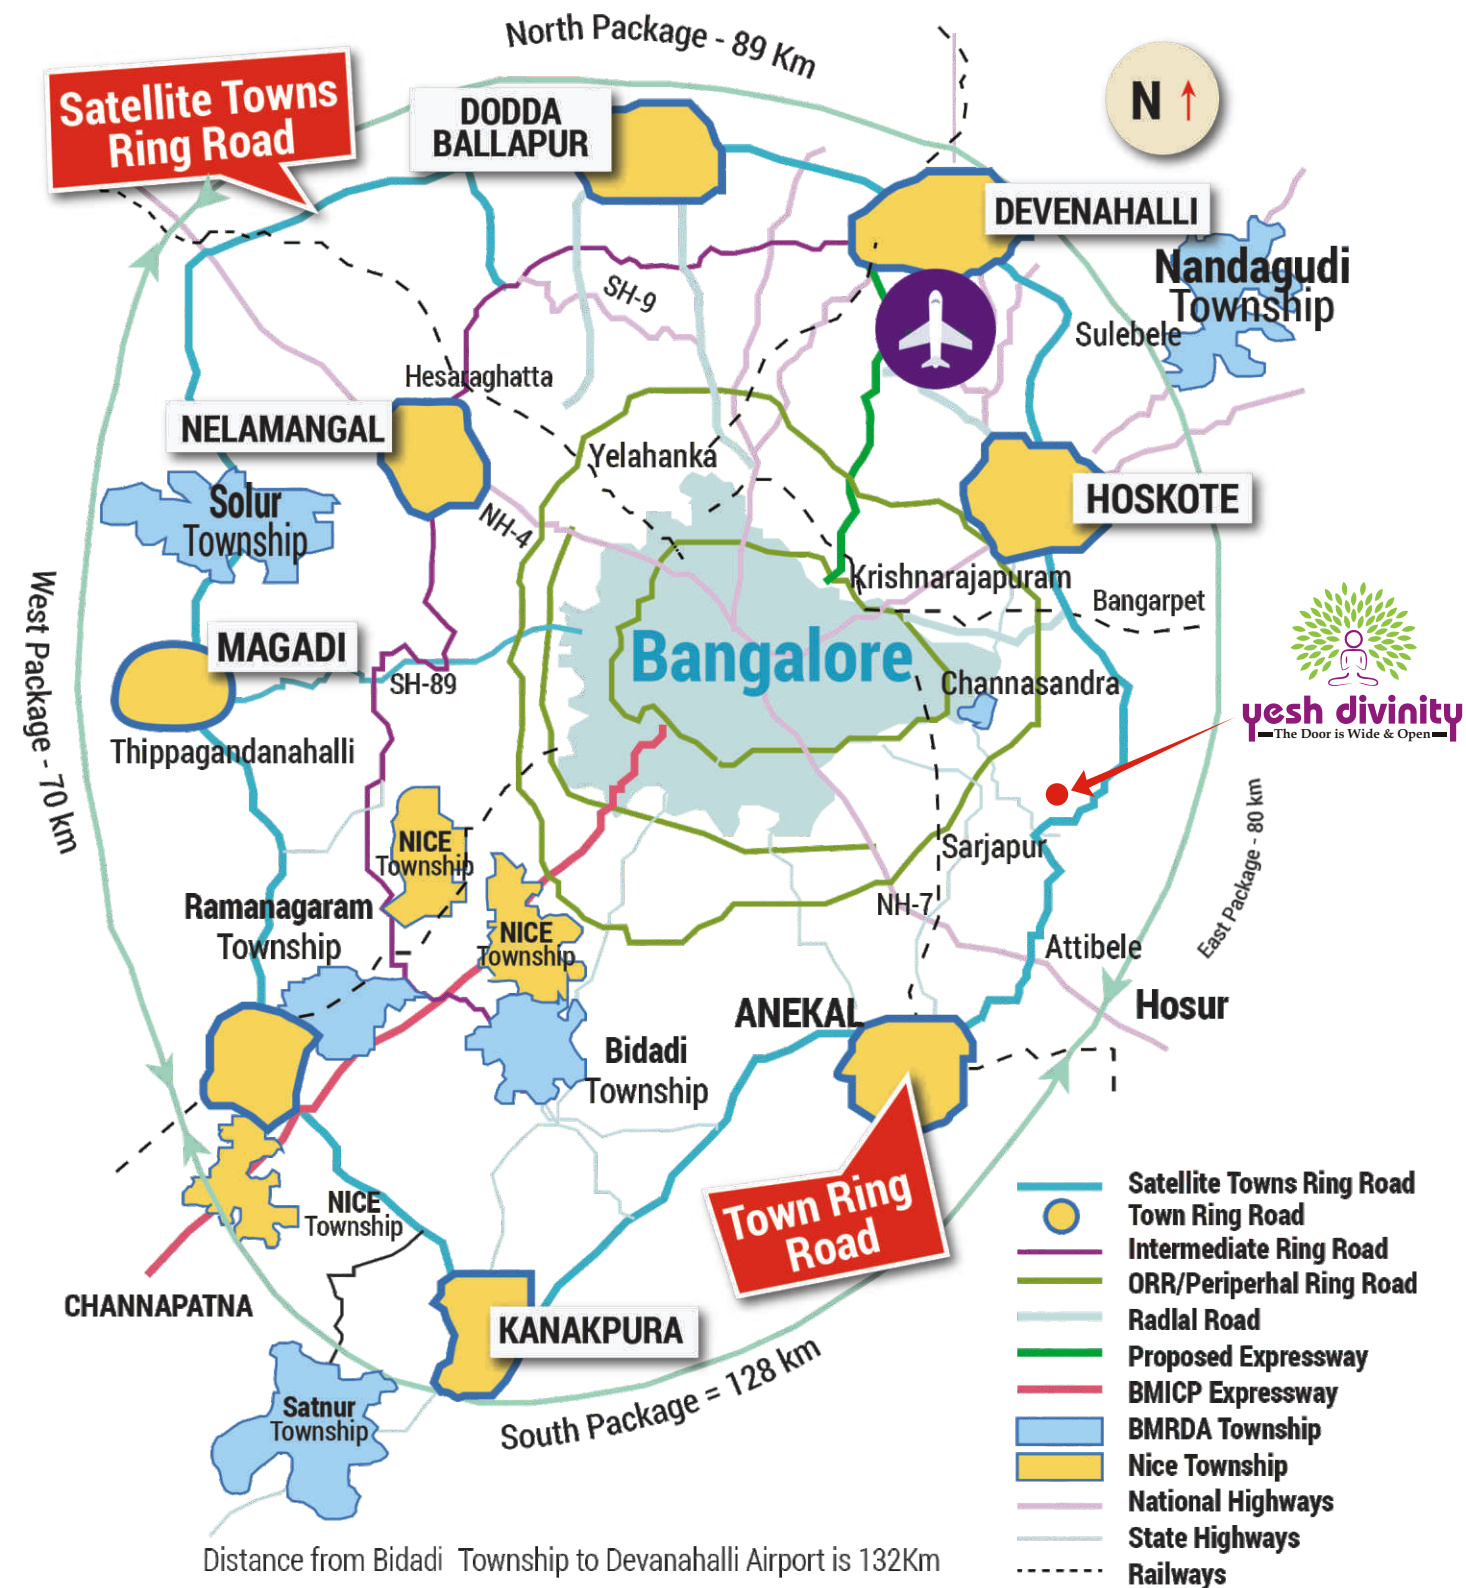 North Package - 89 Km
Satellite Towns
Ring Road
DODDA
BALLAPUR
N
DEVENAHALLI
Nandagudi
Township
SH-9
Sulebele
Hesaraghatta
NELAMANGAL
Yelahanka
Solur
Township
NH-4
HOSKOTE
Krishnarajapuram
Bangarpet
West Package - 70 km
MAGADI
Bangalore
SH-89
Channasandra
yesh divinity
The Door is Wide & Open
Thippagandanahalli
NICE
Township
Sarjapur
East Package - 80 km
Ramanagaram
Township
NICE
Township
NH-7
Attibele
ANEKAL
Hosur
Bidadi
Township
NICE
Township
Town Ring
Road
CHANNAPATNA
KANAKPURA
South Package = 128 km
Satnur
Township
Satellite Towns Ring Road
Town Ring Road
Intermediate Ring Road
ORR/Periperhal Ring Road
Radlal Road
Proposed Expressway
BMICP Expressway
BMRDA Township
Nice Township
National Highways
State Highways
Railways
Distance from Bidadi Township to Devanahalli Airport is 132Km